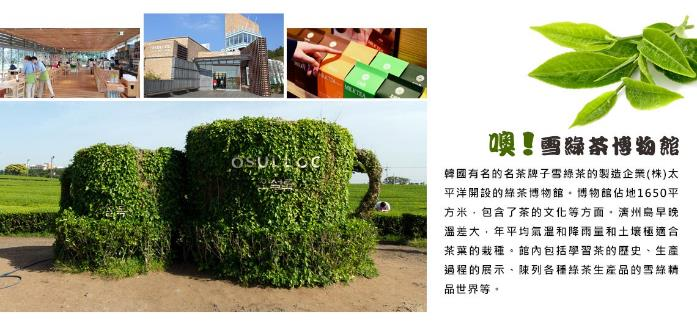 OSULLOC
MILK TEA
噢！雪綠茶博物館
韓國有名的名茶牌子雪綠茶的製造企業(株)太
平洋開設的綠茶博物館。博物館佔地1650平
方米，包含了茶的文化等方面。濟州島早晚
溫差大，年平均氣溫和降雨量和土壤極適合
茶葉的栽種。館內包括學習茶的歷史、生產
過程的展示、陳列各種綠茶生產品的雪綠精
品世界等。